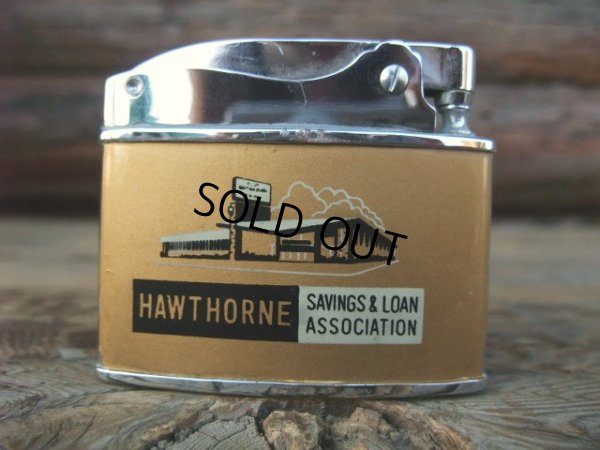 SOLD OUT
HAWTHORNE
SAVINGS & LOAN
ASSOCIATION